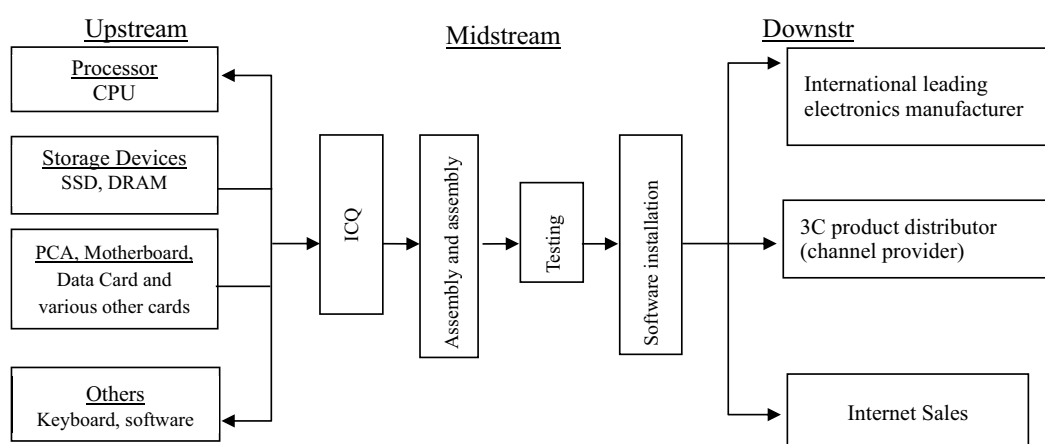 Upstream
Midstream
Downstr
Processor
CPU
Storage Devices
SSD, DRAM
PCA, Motherboard,
Data Card and
various other cards
Others
Keyboard, software
ICQ
Assembly and assembly
Testing
Software installation
International leading
electronics manufacturer
3C product distributor
(channel provider)
Internet Sales